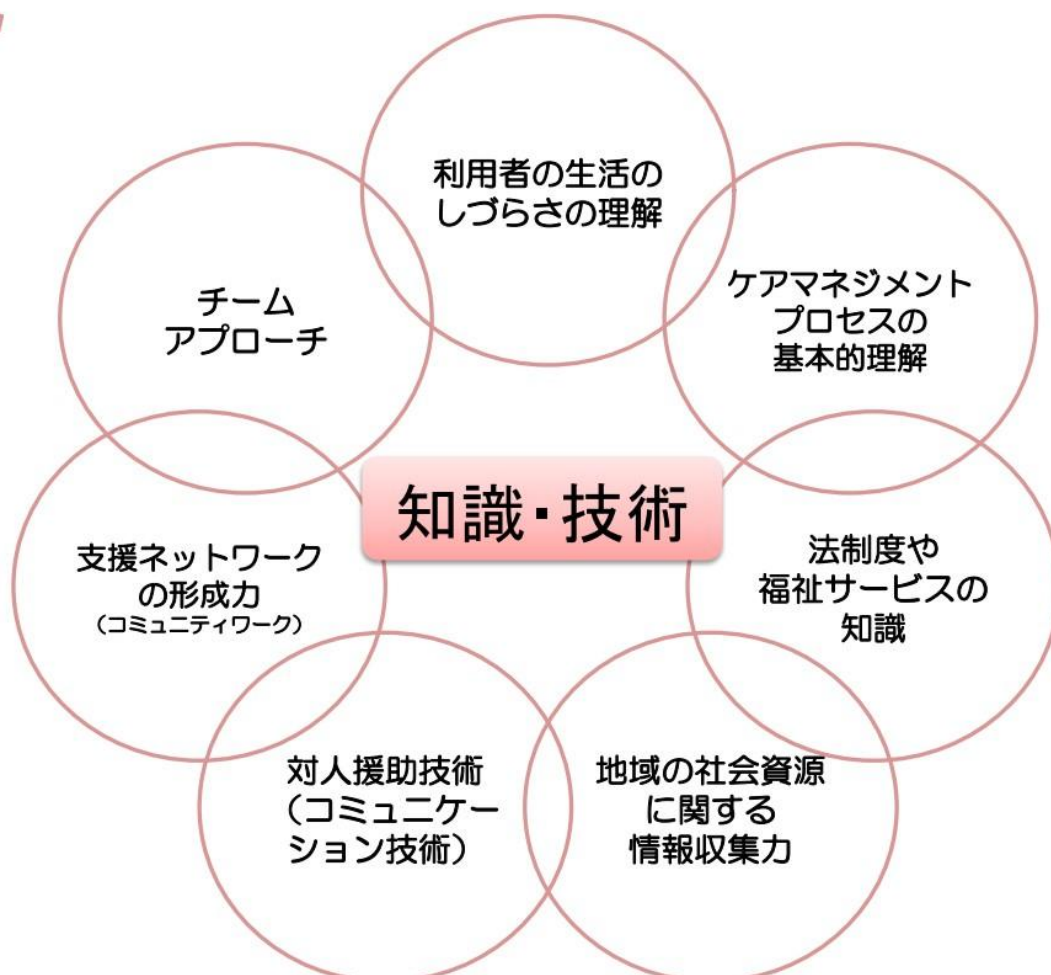 利用者の生活の
しづらさの理解
ケアマネジメント
プロセスの
基本的理解
法制度や
福祉サービスの
知識
地域の社会資源
に関する
情報収集力
対人援助技術
（コミュニケー
ション技術）
支援ネットワーク
の形成力
（コミュニティワーク）
チーム
アプローチ
知識・技術